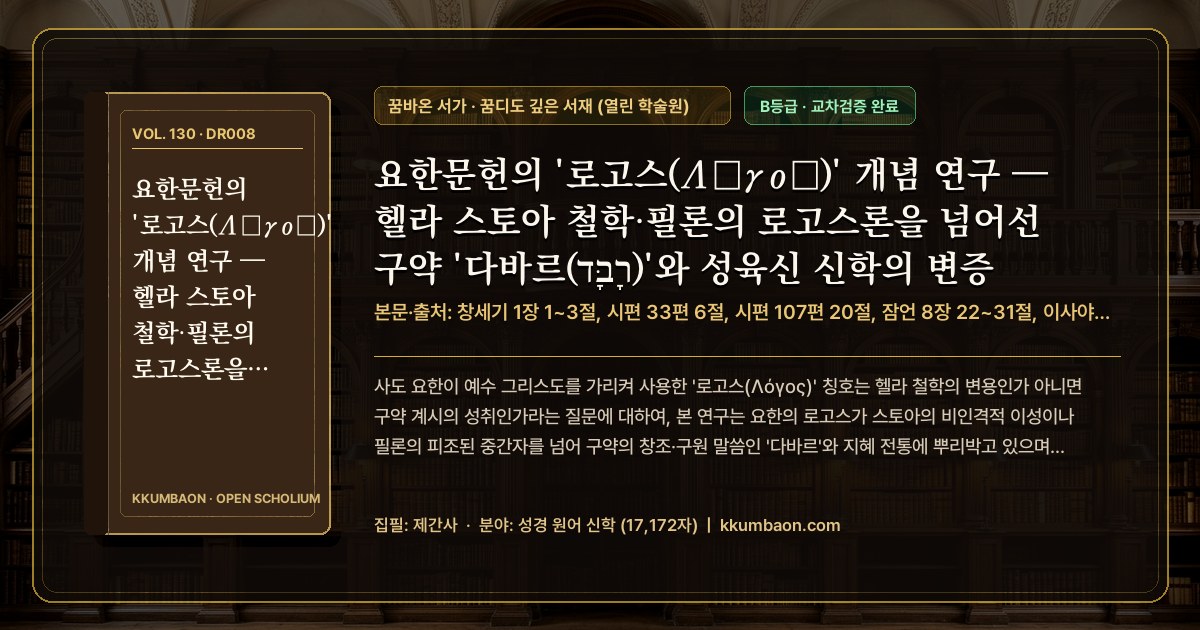 VOL. 130 · DR008
요한문헌의
'로고스(Λ□γο□)'
개념 연구 —
헬라 스토아
철학·필론의
로고스론을…
KKUMBAON · OPEN SCHOLIUM
꿈바온 서가 · 꿈디도 깊은 서재 (열린 학술원)
B등급 · 교차검증 완료
요한문헌의 '로고스(Λ□γο□)' 개념 연구 —
헬라 스토아 철학·필론의 로고스론을 넘어선
구약 '다바르(דָּבָר)'와 성육신 신학의 변증
본문·출처: 창세기 1장 1~3절, 시편 33편 6절, 시편 107편 20절, 잠언 8장 22~31절, 이사야…
사도 요한이 예수 그리스도를 가리켜 사용한 '로고스(Λόγος)' 칭호는 헬라 철학의 변용인가 아니면
구약 계시의 성취인가라는 질문에 대하여, 본 연구는 요한의 로고스가 스토아의 비인격적 이성이나
필론의 피조된 중간자를 넘어 구약의 창조·구원 말씀인 '다바르'와 지혜 전통에 뿌리박고 있으며…
집필: 제간사 · 분야: 성경 원어 신학 (17,172자) | kkumbaon.com